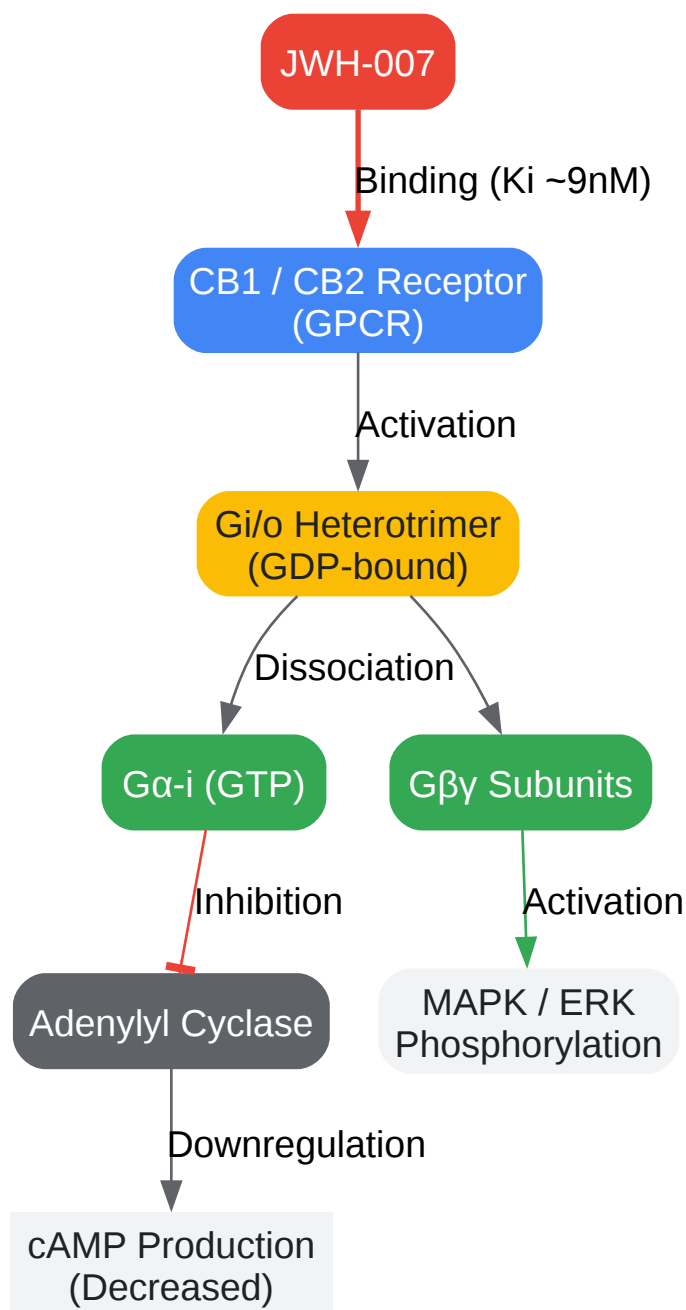 JWH-007
Binding (Ki ~9nM)
CB1 / CB2 Receptor
(GPCR)
Activation
Gi/o Heterotrimer
(GDP-bound)
Dissociation
Gα-i (GTP)
Gβγ Subunits
Inhibition
Activation
Adenylyl Cyclase
MAPK / ERK
Phosphorylation
Downregulation
cAMP Production
(Decreased)